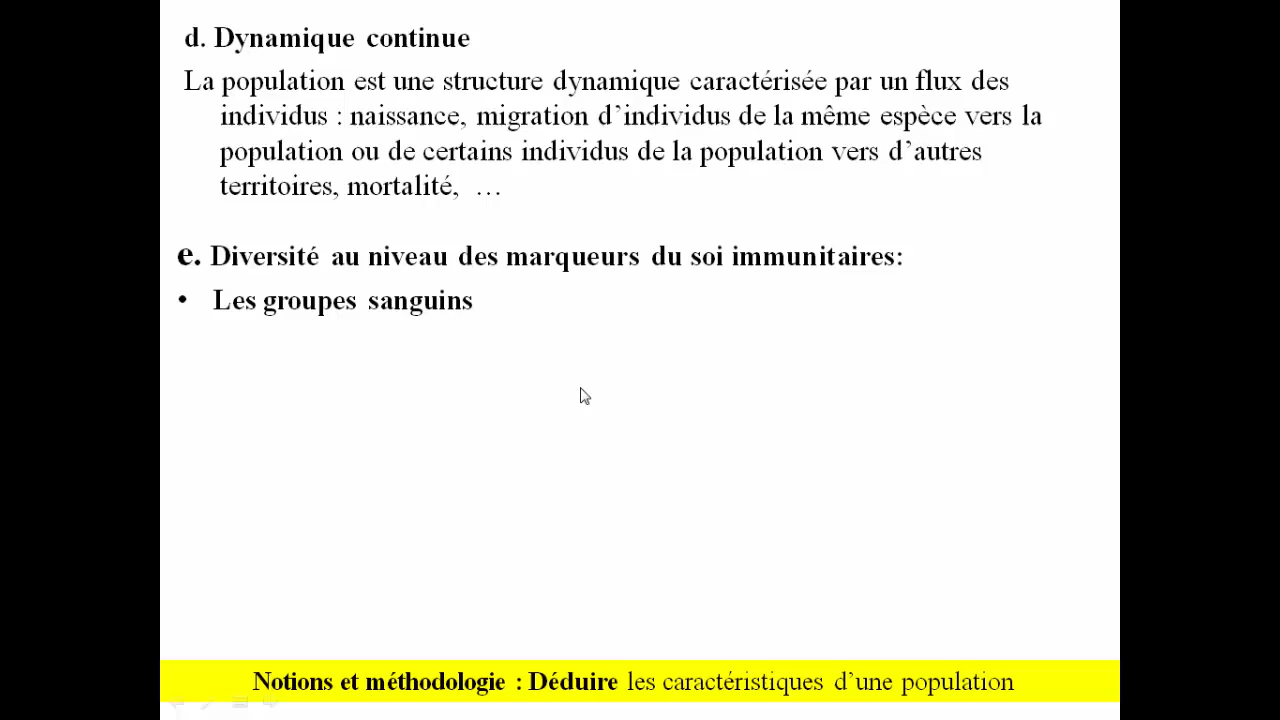 d. Dynamique continue
La population est une structure dynamique caractérisée par un flux des
individus : naissance, migration d’individus de la même espèce vers la
population ou de certains individus de la population vers d’autres
territoires, mortalité, …
e. Diversité au niveau des marqueurs du soi immunitaires:
• Les groupes sanguins
Notions et méthodologie : Déduire les caractéristiques d’une population